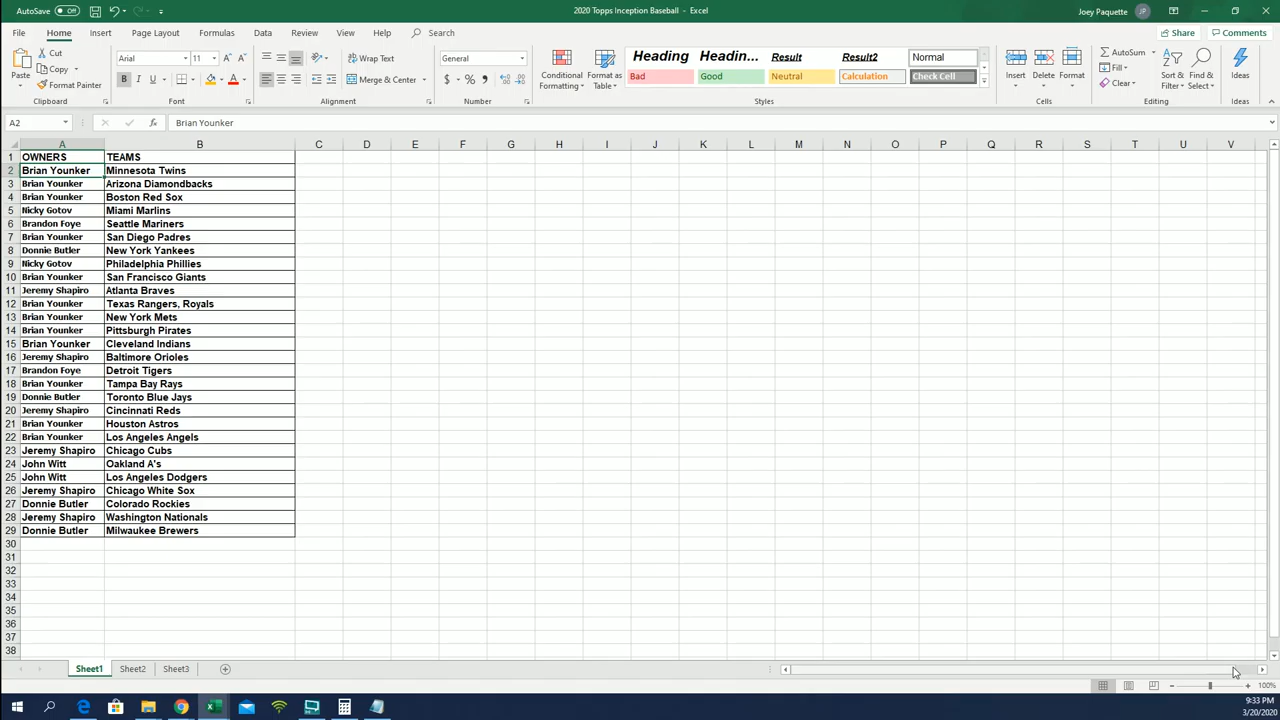 AutoSave Off 2020 Topps Inception Baseball - Excel Joey Paquette JP
File Home Insert Page Layout Formulas Data Review View Help Search Share Comments
Paste Cut Copy Format Painter Clipboard
Arial 11 A A B I U A Font
Wrap Text Merge & Center Alignment
General $ % , Number
Conditional Formatting Format as Table
Heading Headin... Result Result2 Normal
Bad Good Neutral Calculation Check Cell
Styles
Insert Delete Format Cells
AutoSum Fill Clear Sort & Filter Find & Select Editing
Ideas Ideas
A2 fx Brian Younker
A B C D E F G H I J K L M N O P Q R S T U V
1 OWNERS TEAMS
2 Brian Younker Minnesota Twins
3 Brian Younker Arizona Diamondbacks
4 Brian Younker Boston Red Sox
5 Nicky Gotov Miami Marlins
6 Brandon Foye Seattle Mariners
7 Brian Younker San Diego Padres
8 Donnie Butler New York Yankees
9 Nicky Gotov Philadelphia Phillies
10 Brian Younker San Francisco Giants
11 Jeremy Shapiro Atlanta Braves
12 Brian Younker Texas Rangers, Royals
13 Brian Younker New York Mets
14 Brian Younker Pittsburgh Pirates
15 Brian Younker Cleveland Indians
16 Jeremy Shapiro Baltimore Orioles
17 Brandon Foye Detroit Tigers
18 Brian Younker Tampa Bay Rays
19 Donnie Butler Toronto Blue Jays
20 Jeremy Shapiro Cincinnati Reds
21 Brian Younker Houston Astros
22 Brian Younker Los Angeles Angels
23 Jeremy Shapiro Chicago Cubs
24 John Witt Oakland A's
25 John Witt Los Angeles Dodgers
26 Jeremy Shapiro Chicago White Sox
27 Donnie Butler Colorado Rockies
28 Jeremy Shapiro Washington Nationals
29 Donnie Butler Milwaukee Brewers
30
31
32
33
34
35
36
37
38
Sheet1 Sheet2 Sheet3
100%
9:33 PM
3/20/2020